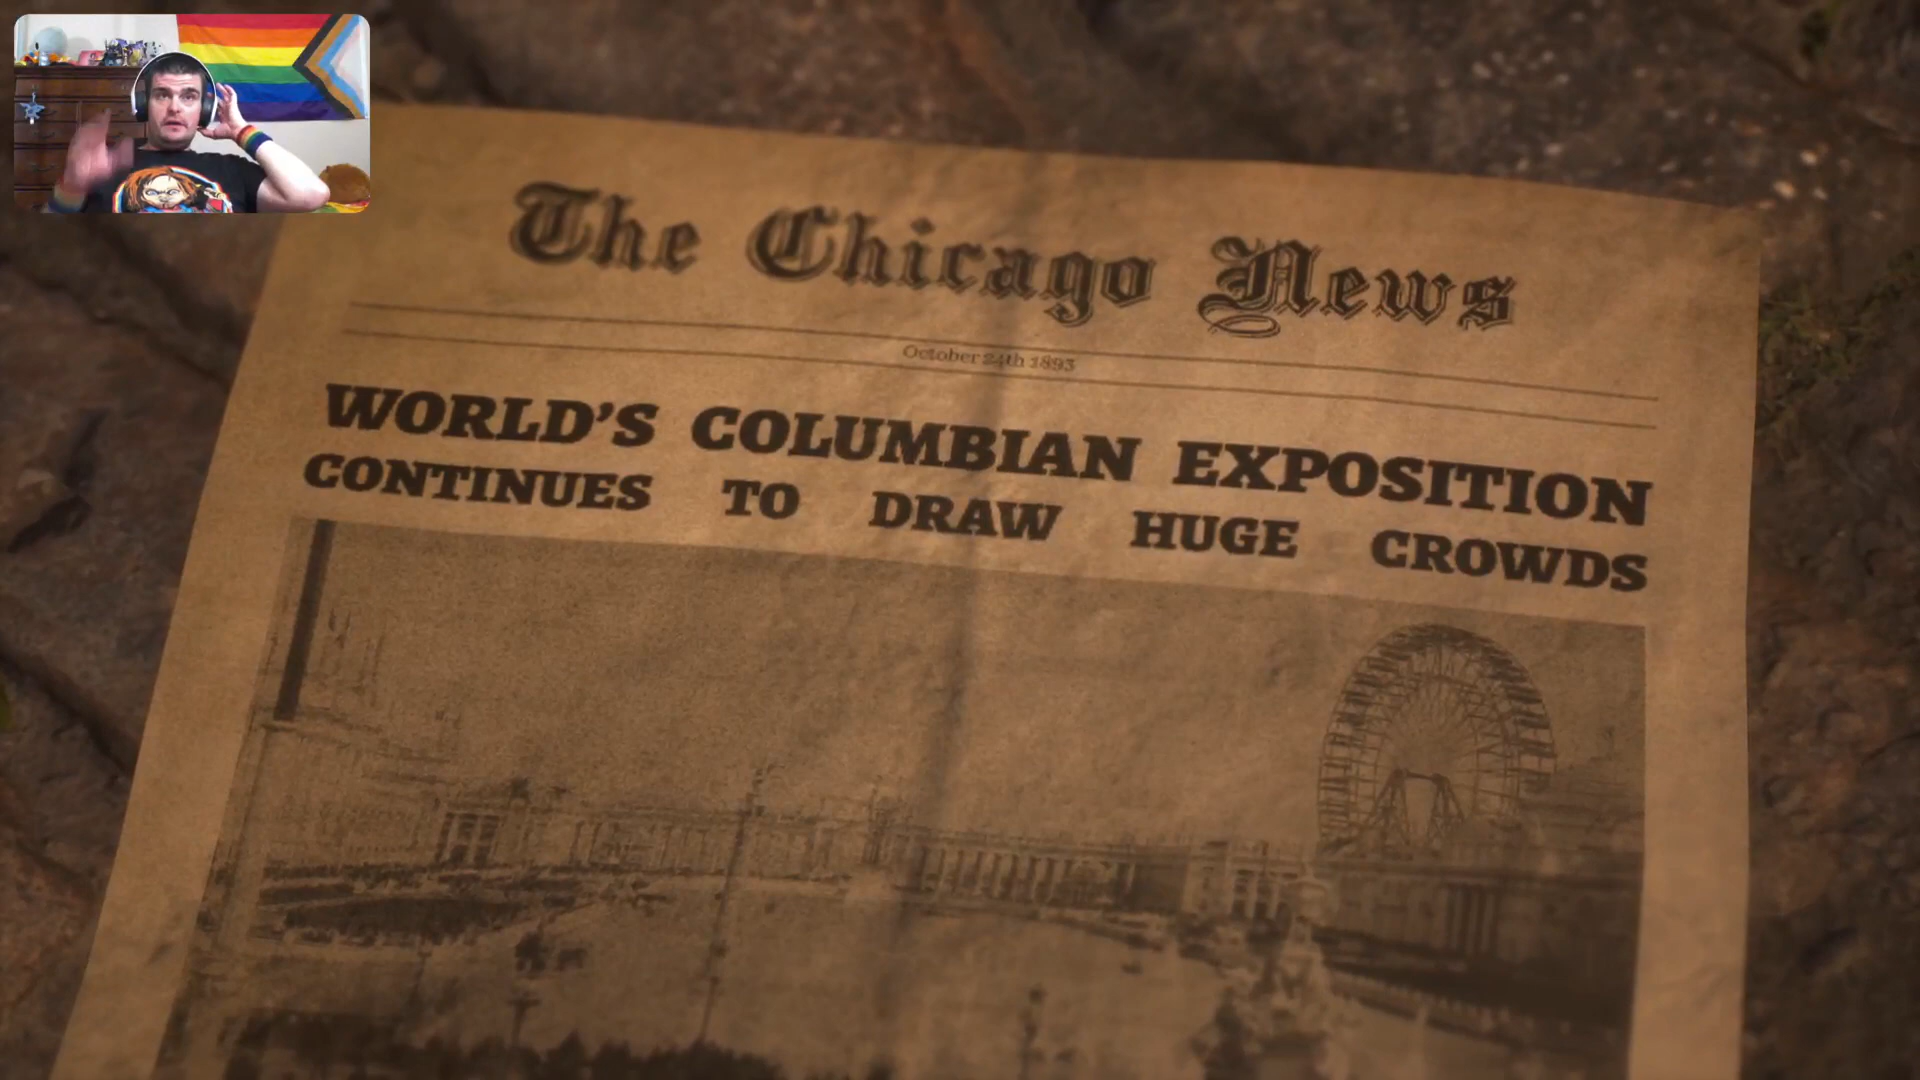 The Chicago News
October 24th 1893
WORLD'S COLUMBIAN EXPOSITION
CONTINUES TO DRAW HUGE CROWDS